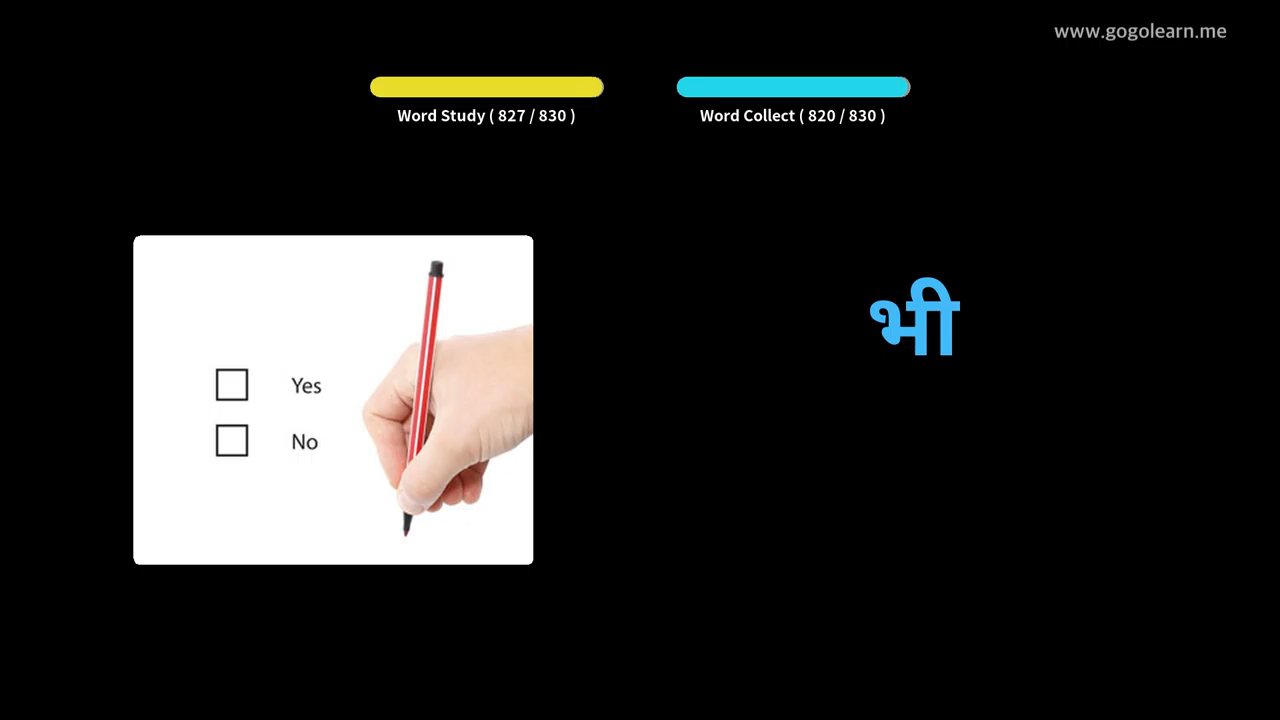 www.gogolearn.me
Word Study ( 827 / 830 )
Word Collect ( 820 / 830 )
Yes
No
भी